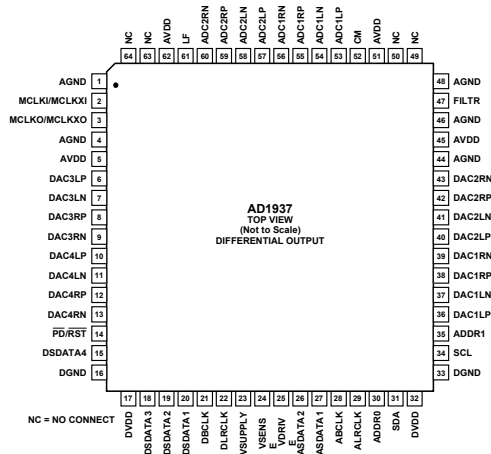 NC
NC
AVDD
LF
ADC2RN
ADC2RP
ADC2LN
ADC2LP
ADC1RN
ADC1RP
ADC1LN
ADC1LP
CM
AVDD
NC
NC
64 63 62 61 60 59 58 57 56 55 54 53 52 51 50 49
AGND 1
MCLKI/MCLKXI 2
MCLKO/MCLKXO 3
AGND 4
AVDD 5
DAC3LP 6
DAC3LN 7
DAC3RP 8
DAC3RN 9
DAC4LP 10
DAC4LN 11
DAC4RP 12
DAC4RN 13
PD/RST 14
DSDATA4 15
DGND 16
AD1937
TOP VIEW
(Not to Scale)
DIFFERENTIAL OUTPUT
48 AGND
47 FILTR
46 AGND
45 AVDD
44 AGND
43 DAC2RN
42 DAC2RP
41 DAC2LN
40 DAC2LP
39 DAC1RN
38 DAC1RP
37 DAC1LN
36 DAC1LP
35 ADDR1
34 SCL
33 DGND
17 18 19 20 21 22 23 24 25 26 27 28 29 30 31 32
NC = NO CONNECT
DVDD
DSDATA3
DSDATA2
DSDATA1
DBCLK
DLRCLK
VSUPPLY
VSENS
E
VDRIV
E
ASDATA2
ASDATA1
ABCLK
ALRCLK
ADDR0
SDA
DVDD